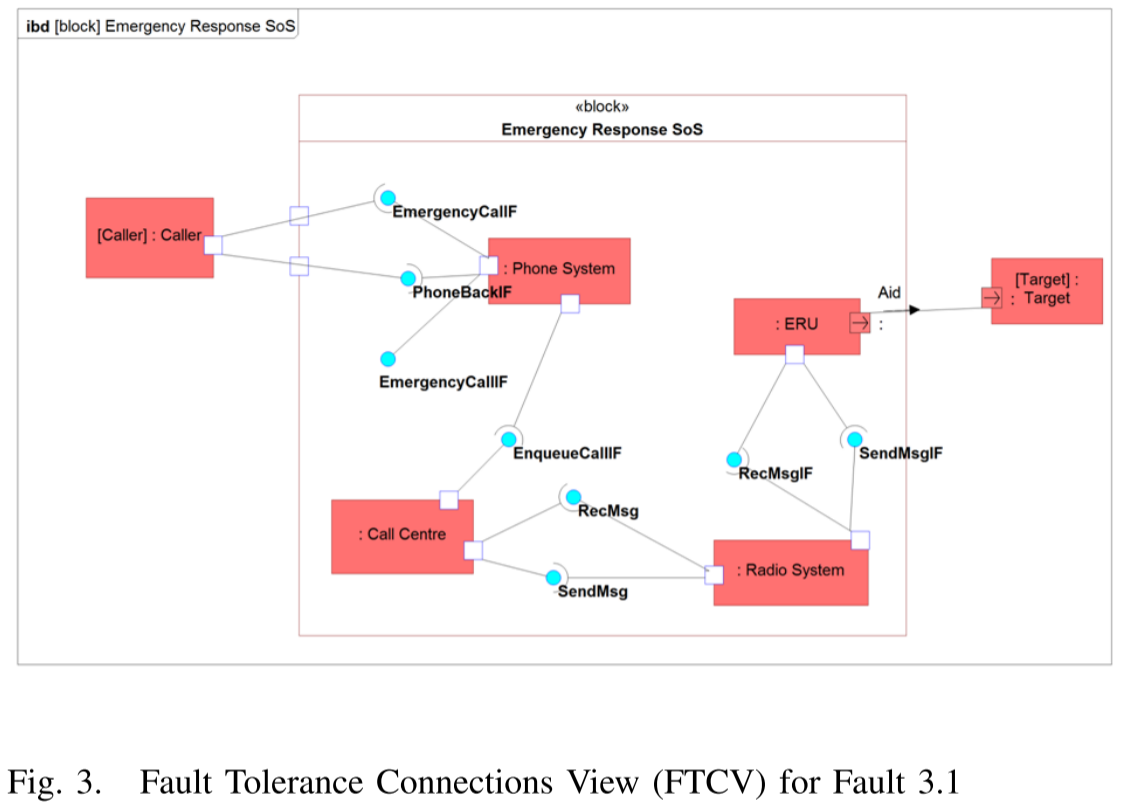 ibd [block] Emergency Response SoS
«block»
Emergency Response SoS
[Caller] : Caller
EmergencyCallF
: Phone System
PhoneBackIF
EmergencyCallIF
[Target] :
: Target
Aid
: ERU
:
EnqueueCallIF
SendMsgIF
RecMsgIF
RecMsg
: Call Centre
: Radio System
SendMsg
Fig. 3. Fault Tolerance Connections View (FTCV) for Fault 3.1